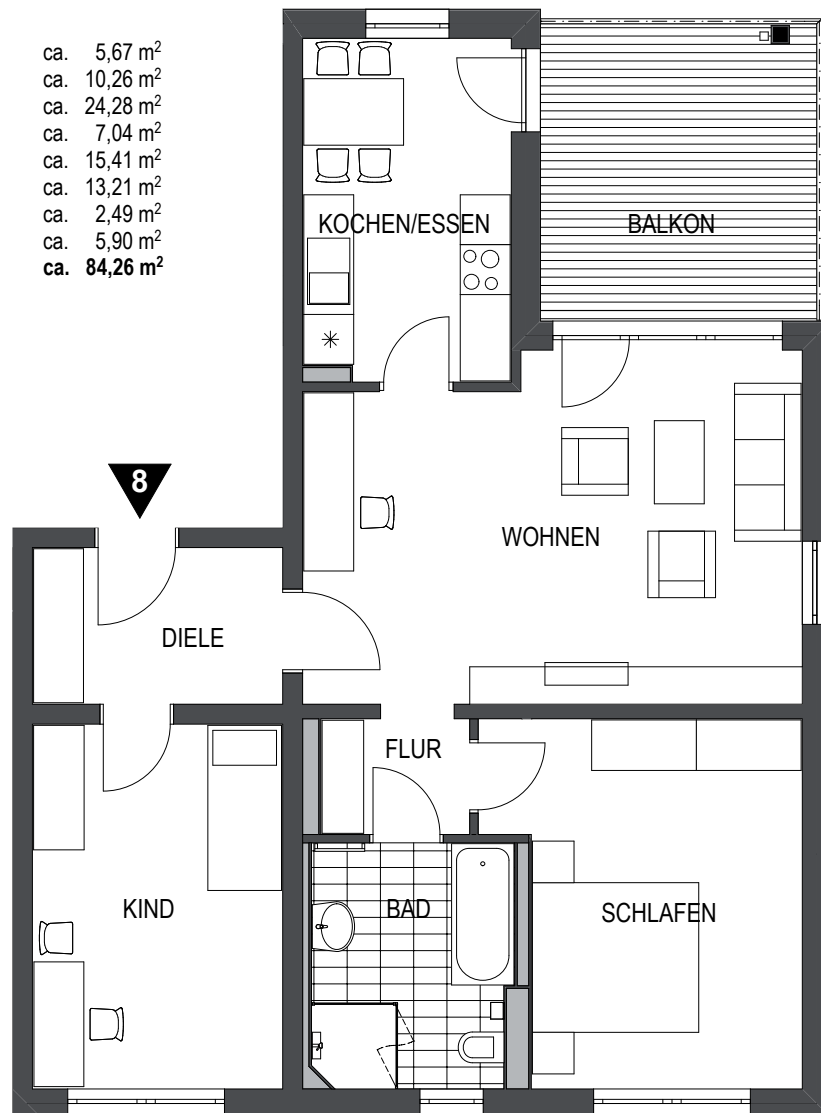 ca. 5,67 m²
ca. 10,26 m²
ca. 24,28 m²
ca. 7,04 m²
ca. 15,41 m²
ca. 13,21 m²
ca. 2,49 m²
ca. 5,90 m²
ca. 84,26 m²
KOCHEN/ESSEN
BALKON
8
WOHNEN
DIELE
FLUR
KIND
BAD
SCHLAFEN